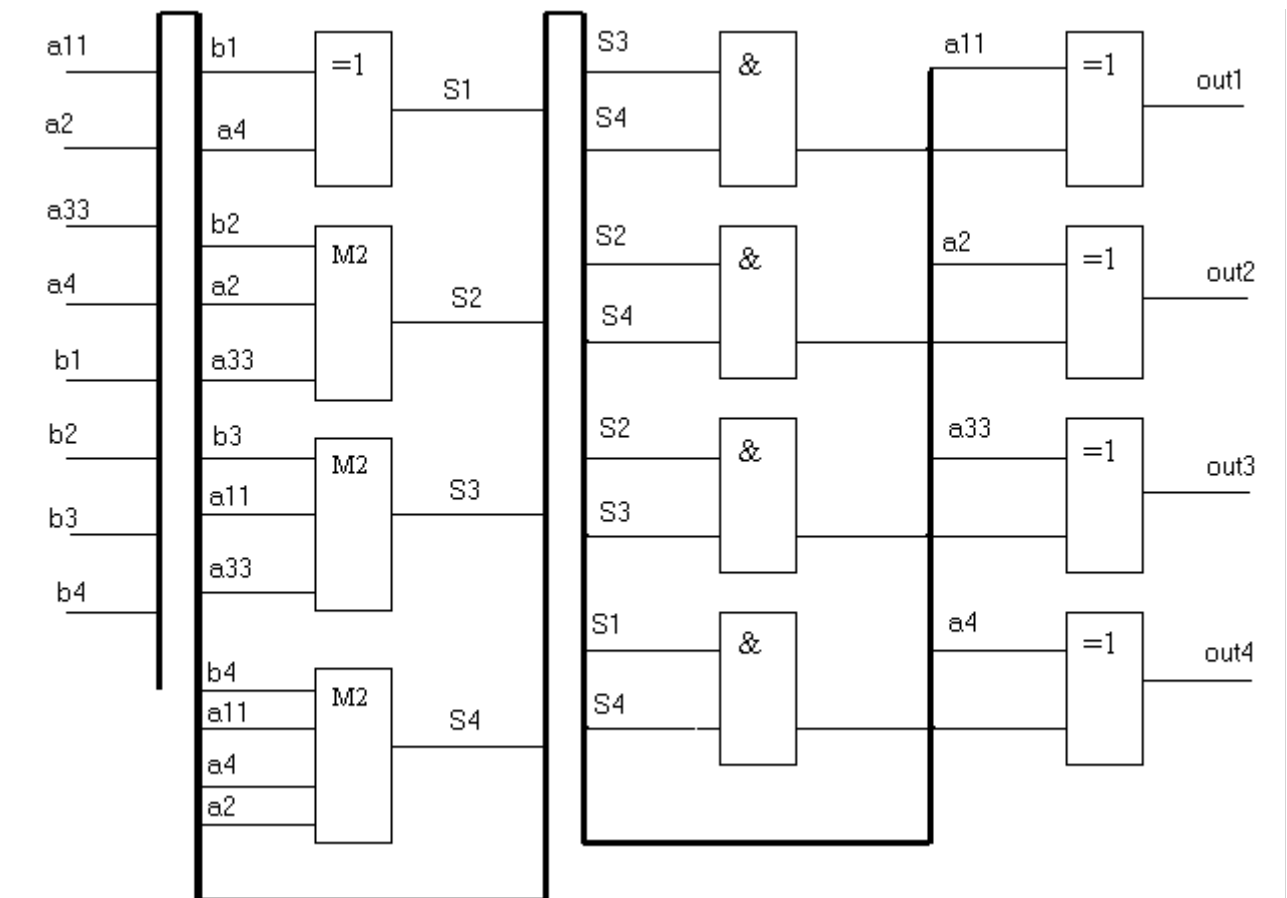 a11
a2
a33
a4
b1
b2
b3
b4
b1
a4
=1
S1
b2
a2
a33
M2
S2
b3
a11
a33
M2
S3
b4
a11
a4
a2
M2
S4
S3
S4
&
S2
S4
&
S2
S3
&
S1
S4
&
a11
=1
out1
a2
=1
out2
a33
=1
out3
a4
=1
out4